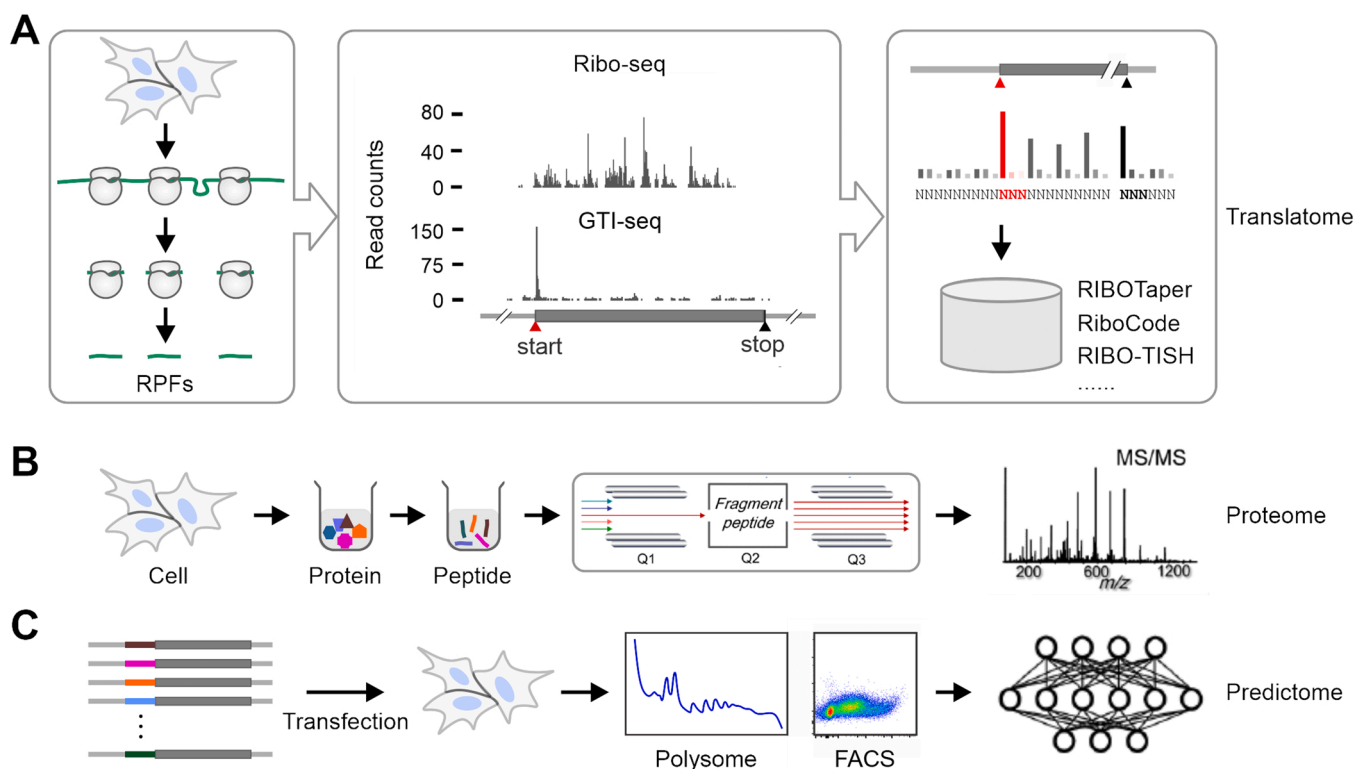 A
Ribo-seq
80
40
0
Read counts
GTI-seq
150
75
0
start
stop
RPFs
NNNNNNNNNNNNNNNNNNNNN NNNNNN
RIBOTaper
RiboCode
RIBO-TISH
......
Translatome
B
Cell
Protein
Peptide
Fragment
peptide
Q1
Q2
Q3
MS/MS
200
600
1200
m/z
Proteome
C
Transfection
Polysome
FACS
Predictome